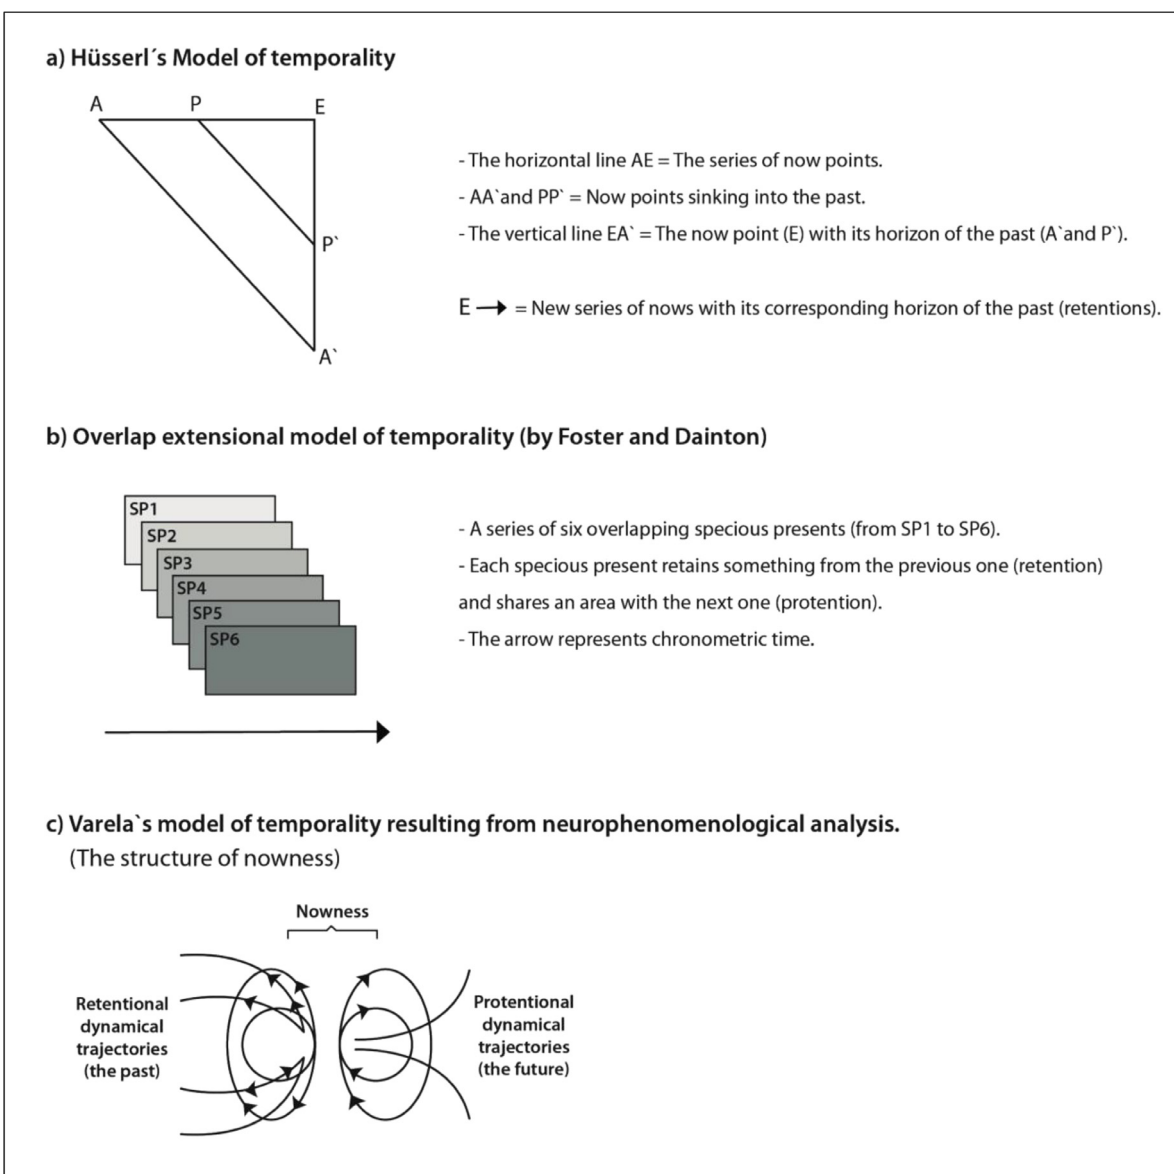 a) Hüsserl´s Model of temporality
A
P
E
P`
A`
- The horizontal line AE = The series of now points.
- AA`and PP` = Now points sinking into the past.
- The vertical line EA` = The now point (E) with its horizon of the past (A`and P`).
E → = New series of nows with its corresponding horizon of the past (retentions).
b) Overlap extensional model of temporality (by Foster and Dainton)
SP1
SP2
SP3
SP4
SP5
SP6
- A series of six overlapping specious presents (from SP1 to SP6).
- Each specious present retains something from the previous one (retention)
and shares an area with the next one (protention).
- The arrow represents chronometric time.
c) Varela`s model of temporality resulting from neurophenomenological analysis.
(The structure of nowness)
Nowness
Retentional
dynamical
trajectories
(the past)
Protentional
dynamical
trajectories
(the future)